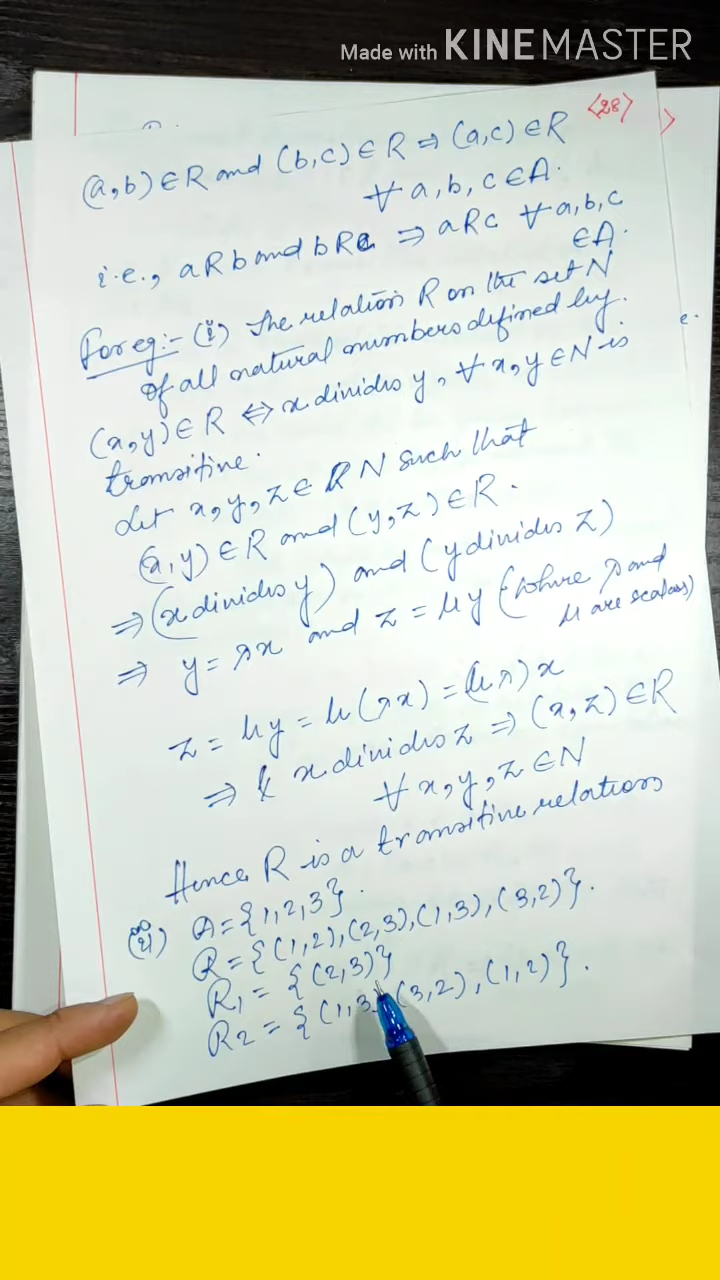 Made with KINEMASTER
<28>
(a,b) ∈ R and (b,c) ∈ R ⇒ (a,c) ∈ R
∀ a, b, c ∈ A.
i.e., aRb and bRc ⇒ aRc ∀ a, b, c
∈ A.
For eg:- (i) The relation R on the set N
of all natural numbers defined by.
(x,y) ∈ R ⇔ x divides y, ∀ x, y ∈ N is
transitive.
Let x, y, z ∈ N such that
(x,y) ∈ R and (y,z) ∈ R.
⇒ (x divides y) and (y divides z)
⇒ y = λx and z = μy (where λ and
μ are scalars)
z = μy = μ(λx) = (μλ)x
⇒ x divides z ⇒ (x,z) ∈ R
∀ x, y, z ∈ N
Hence R is a transitive relation
(ii) A = {1,2,3}.
R = {(1,2),(2,3),(1,3),(3,2)}.
R1 = {(2,3)}
R2 = {(1,3),(3,2),(1,2)}.